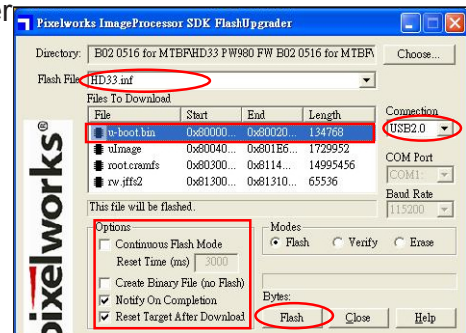 er
Pixelworks ImageProcessor SDK FlashUpgrader
Directory: B02 0516 for MTBF\HD33 PW980 FW B02 0516 for MTBF\ Choose...
Flash File HD33.inf
Files To Download
File Start End Length
u-boot.bin 0x80000... 0x80020... 134768
uImage 0x80040... 0x801E6... 1729952
root.cramfs 0x80300... 0x8114... 14995456
rw.jffs2 0x81300... 0x81310... 65536
This file will be flashed.
Connection
USB2.0
COM Port
COM1:
Baud Rate
115200
Options
Continuous Flash Mode
Reset Time (ms) 3000
Create Binary File (no Flash)
Notify On Completion
Reset Target After Download
Modes
Flash Verify Erase
Bytes:
Flash Close Help
pixelworks®